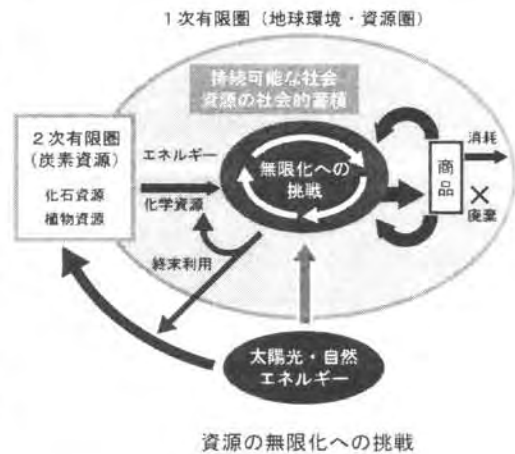 1次有限圏（地球環境・資源圏）
持続可能な社会
資源の社会的蓄積
2次有限圏
（炭素資源）
化石資源
植物資源
エネルギー
化学資源
無限化への
挑戦
商品
消耗
廃棄
終末利用
太陽光・自然
エネルギー
資源の無限化への挑戦